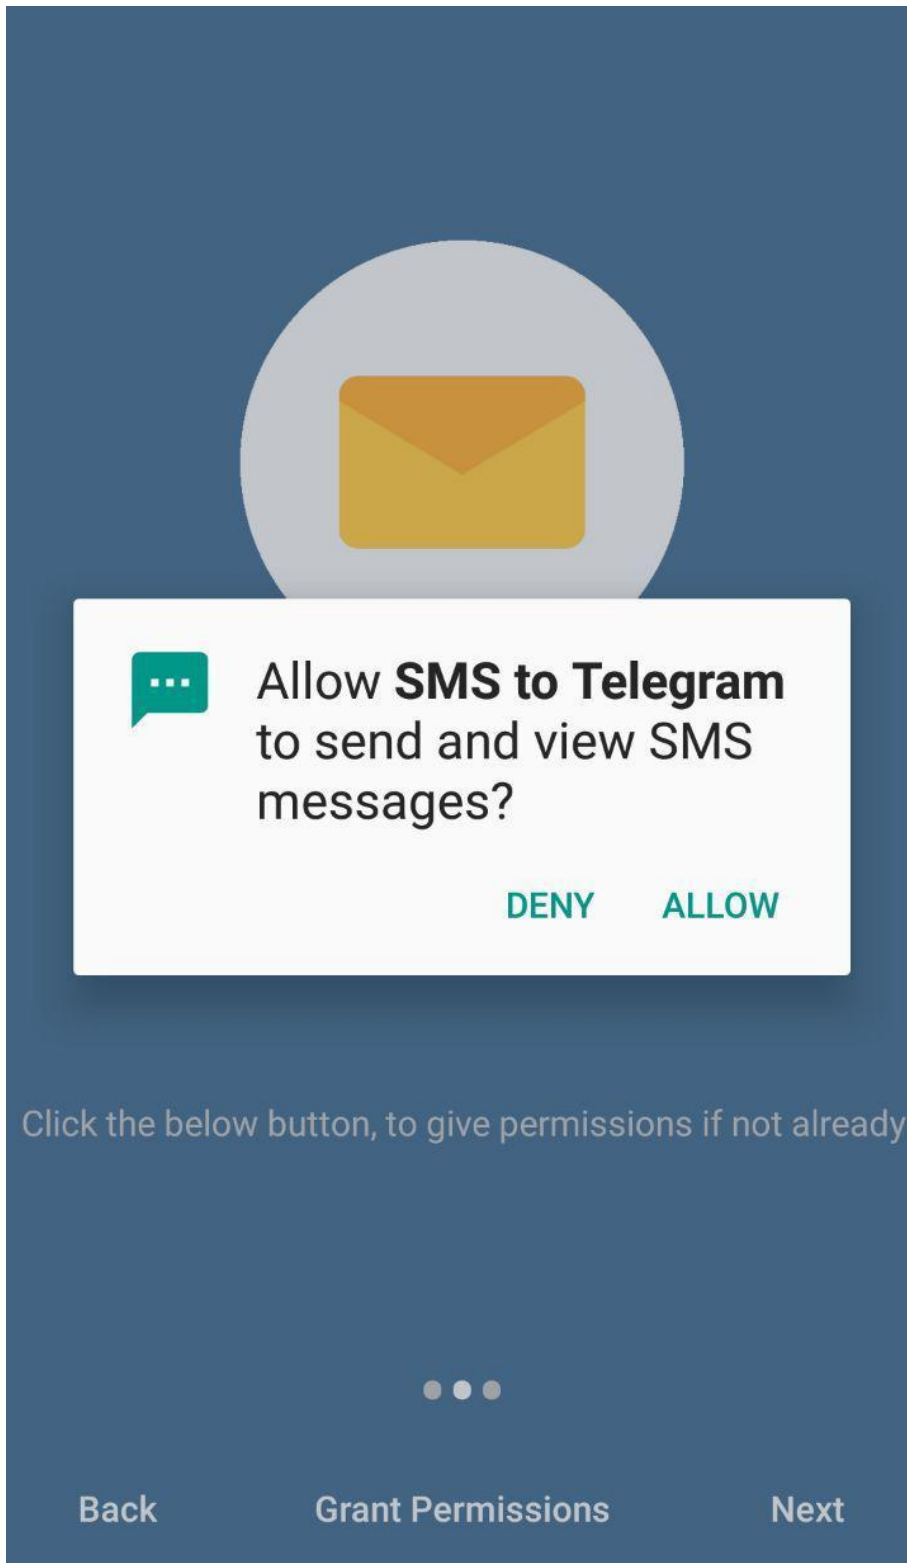 Allow SMS to Telegram
to send and view SMS
messages?
DENY ALLOW
Click the below button, to give permissions if not already
Back Grant Permissions Next